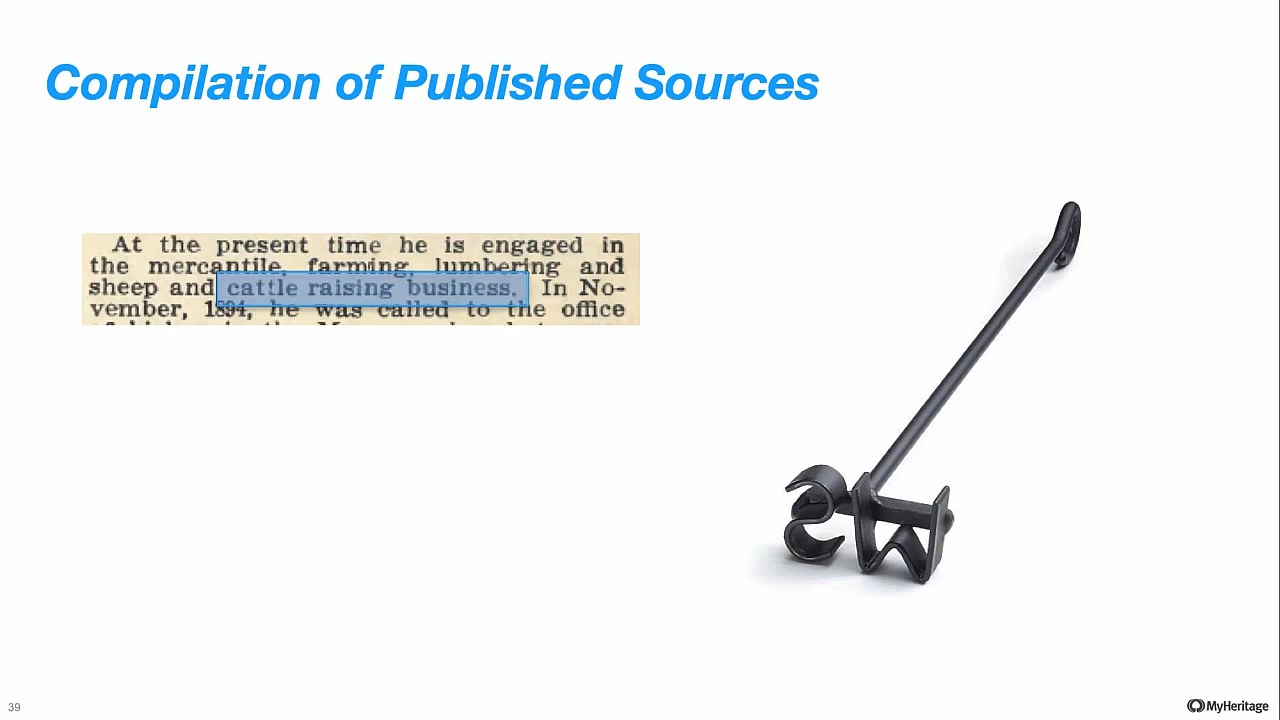 Compilation of Published Sources
At the present time he is engaged in
the mercantile, farming, lumbering and
sheep and cattle raising business. In No-
vember, 1894, he was called to the office
SW
39
MyHeritage